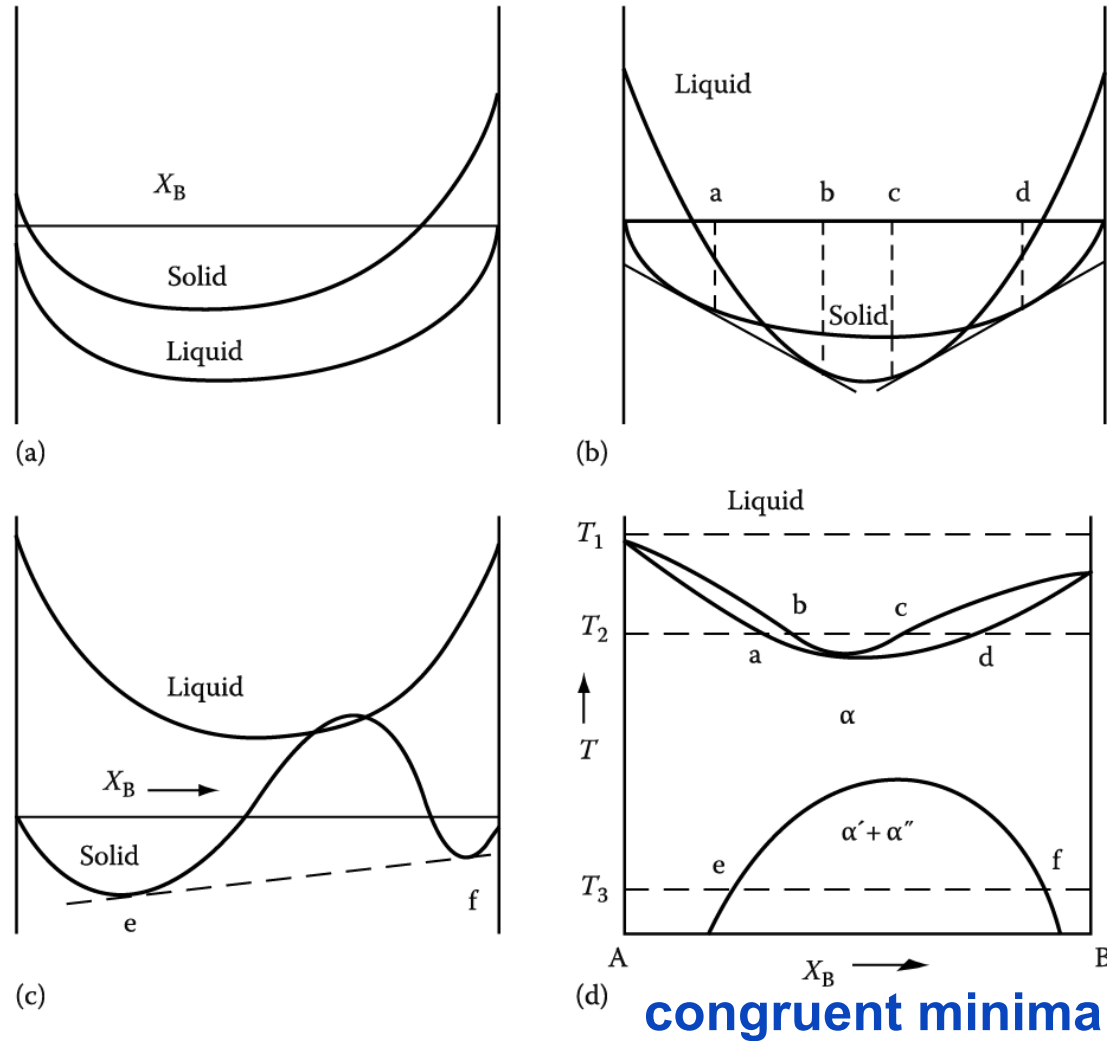 X_B
Solid
Liquid
(a)
Liquid
a b c d
Solid
(b)
Liquid
X_B
Solid
e
f
(c)
Liquid
T_1
b c
T_2
a d
α
T
α′ + α″
e f
T_3
A B
X_B
(d)
congruent minima